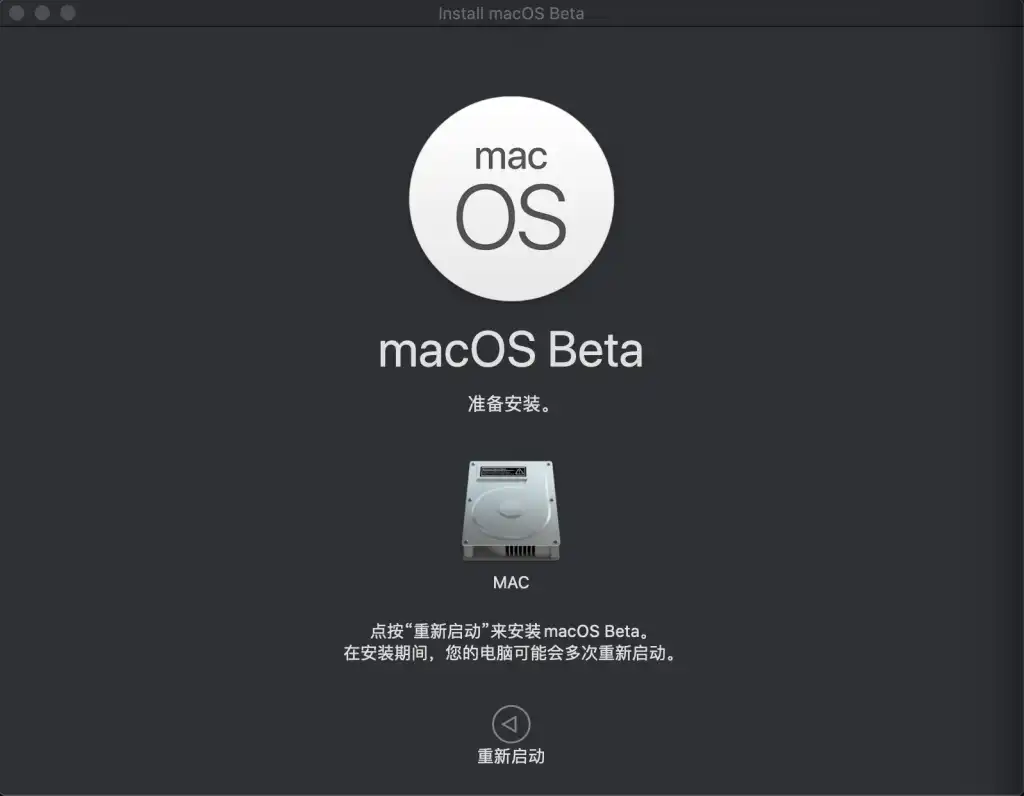 Install macOS Beta
mac
OS
macOS Beta
准备安装。
MAC
点按“重新启动”来安装 macOS Beta。
在安装期间，您的电脑可能会多次重新启动。
重新启动